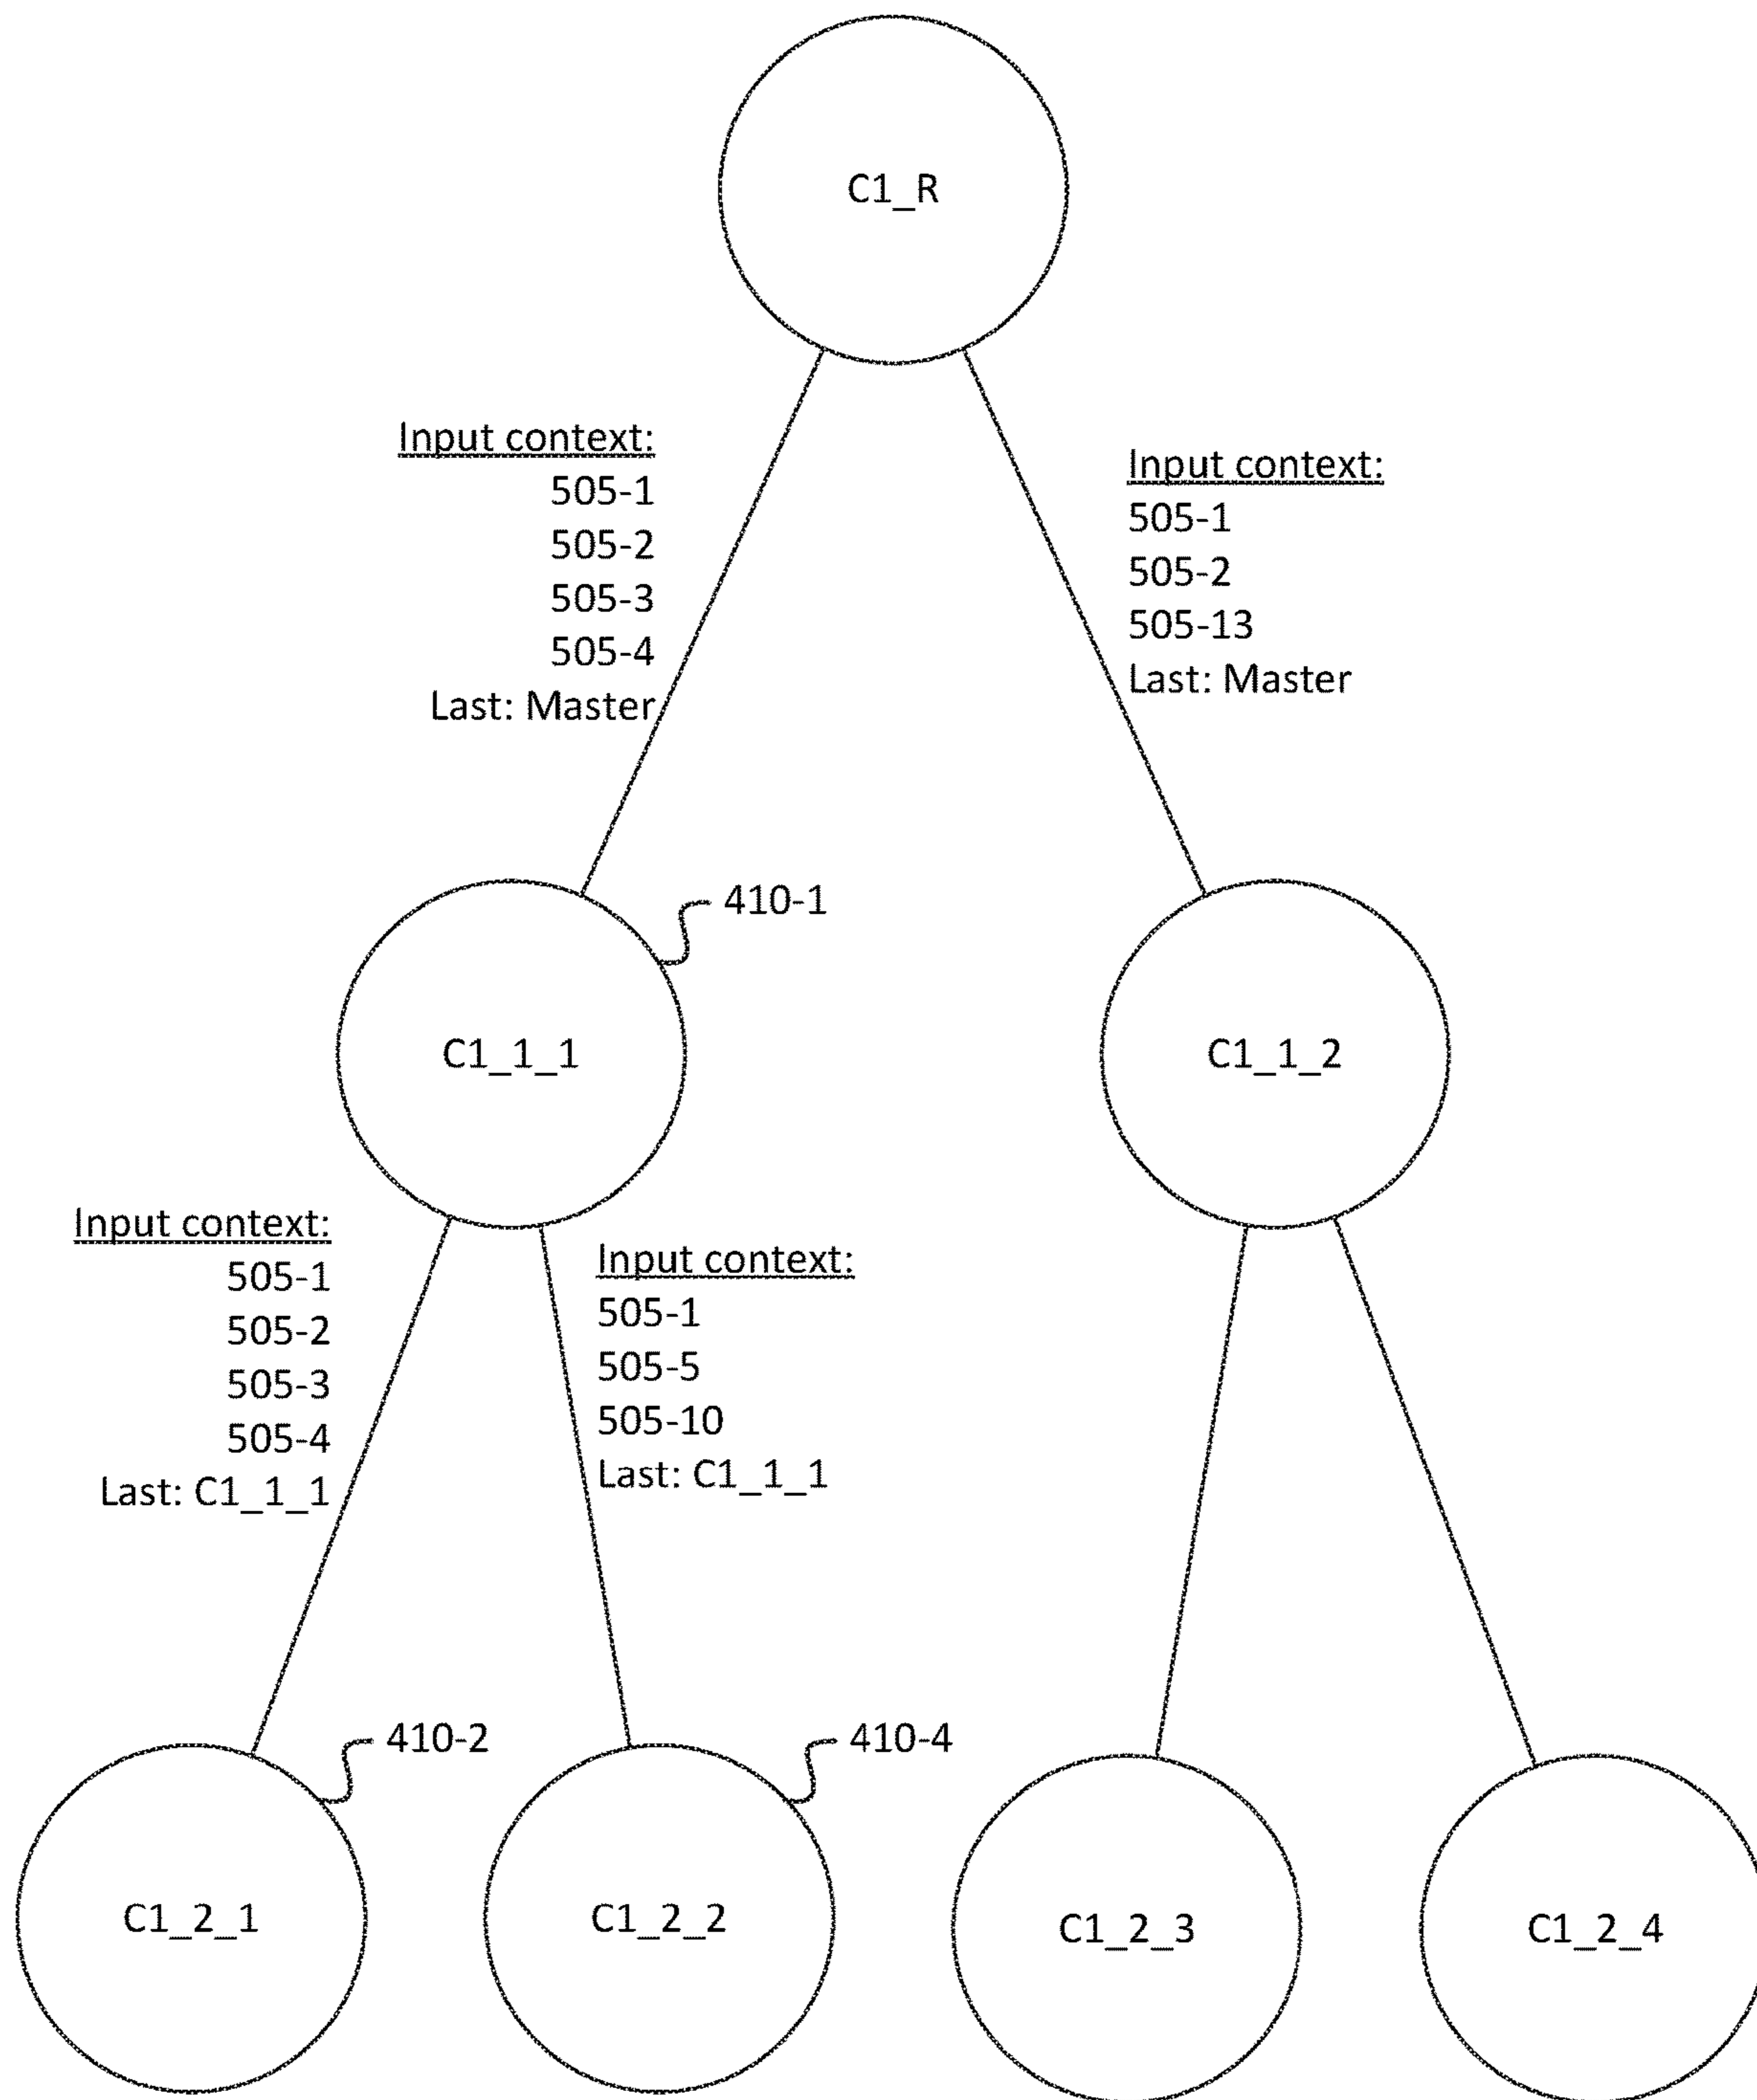 C1_R
Input context:
505-1
505-2
505-3
505-4
Last: Master
Input context:
505-1
505-2
505-13
Last: Master
410-1
C1_1_1
C1_1_2
Input context:
505-1
505-2
505-3
505-4
Last: C1_1_1
Input context:
505-1
505-5
505-10
Last: C1_1_1
410-2
410-4
C1_2_1
C1_2_2
C1_2_3
C1_2_4